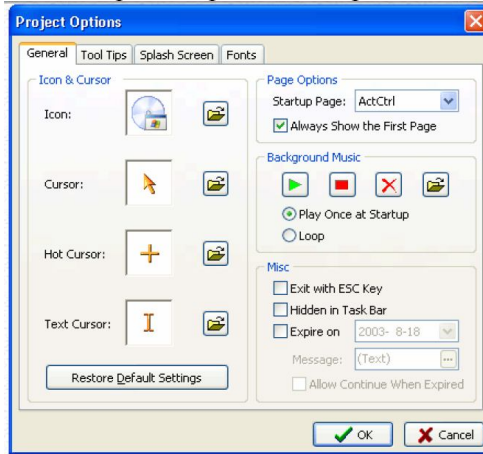 Project Options
General Tool Tips Splash Screen Fonts
Icon & Cursor
Icon:
Cursor:
Hot Cursor:
Text Cursor:
Restore Default Settings
Page Options
Startup Page: ActCtrl
Always Show the First Page
Background Music
Play Once at Startup
Loop
Misc
Exit with ESC Key
Hidden in Task Bar
Expire on 2003- 8-18
Message: (Text) ...
Allow Continue When Expired
OK Cancel